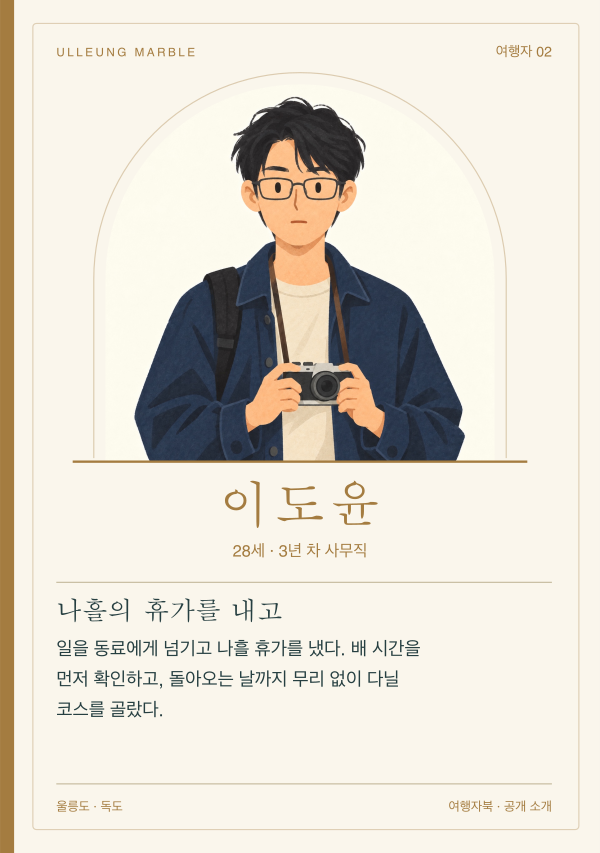 ULLEUNG MARBLE
여행자 02
이도윤
28세 · 3년 차 사무직
나흘의 휴가를 내고
일을 동료에게 넘기고 나흘 휴가를 냈다. 배 시간을
먼저 확인하고, 돌아오는 날까지 무리 없이 다닐
코스를 골랐다.
울릉도 · 독도
여행자북 · 공개 소개